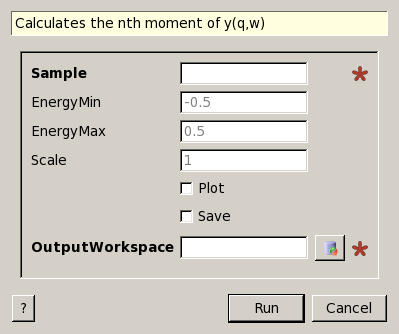 Calculates the nth moment of y(q,w)
Sample
EnergyMin -0.5
EnergyMax 0.5
Scale 1
Plot
Save
OutputWorkspace
? Run Cancel